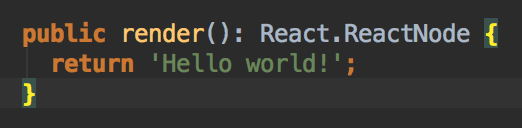 public render(): React.ReactNode {
  return 'Hello world!';
}